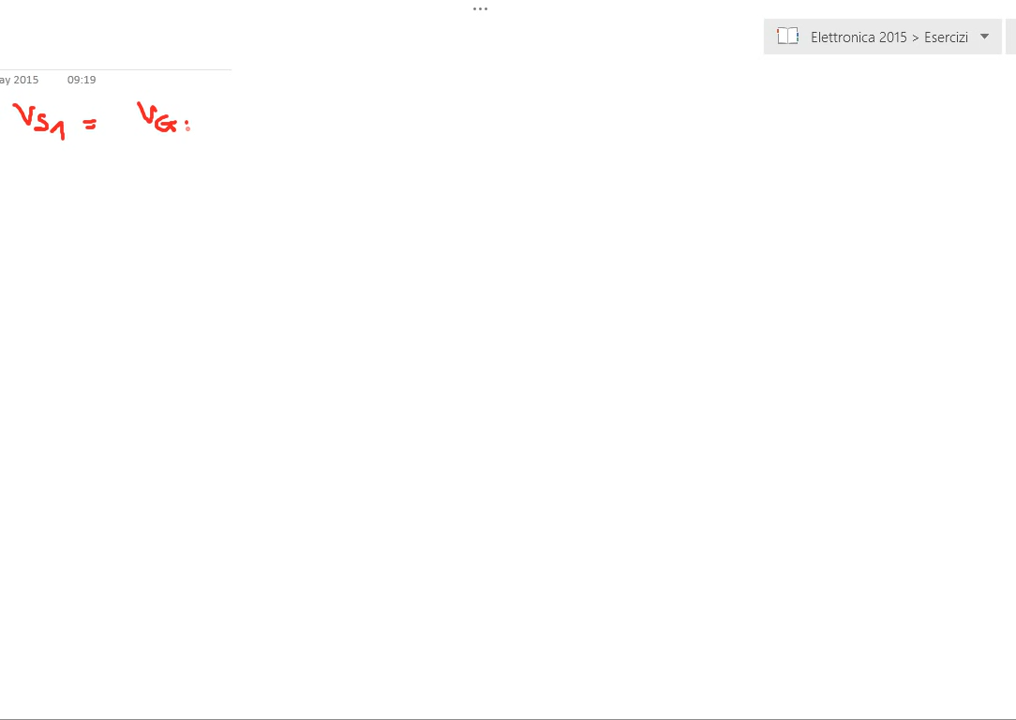 ...
Elettronica 2015 > Esercizi
ay 2015 09:19
VS1 = VG: